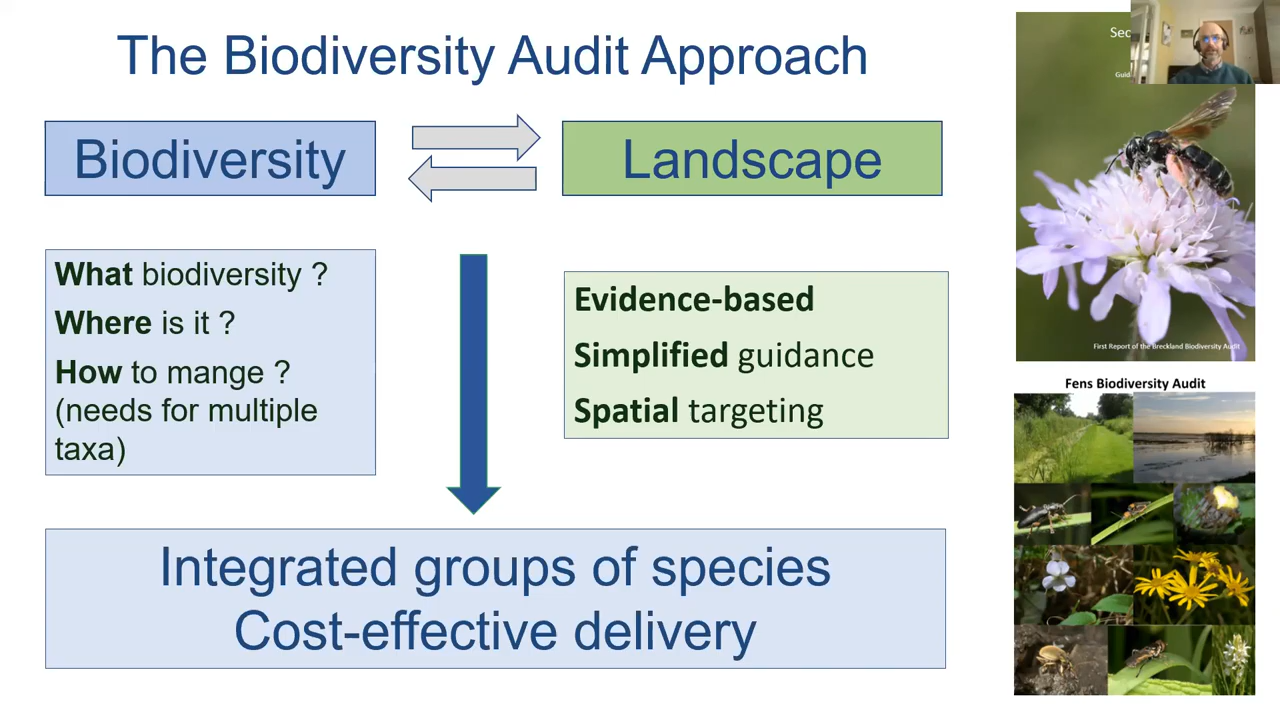 The Biodiversity Audit Approach
Biodiversity
Landscape
What biodiversity ?
Where is it ?
How to mange ?
(needs for multiple
taxa)
Evidence-based
Simplified guidance
Spatial targeting
Integrated groups of species
Cost-effective delivery
First Report of the Breckland Biodiversity Audit
Fens Biodiversity Audit